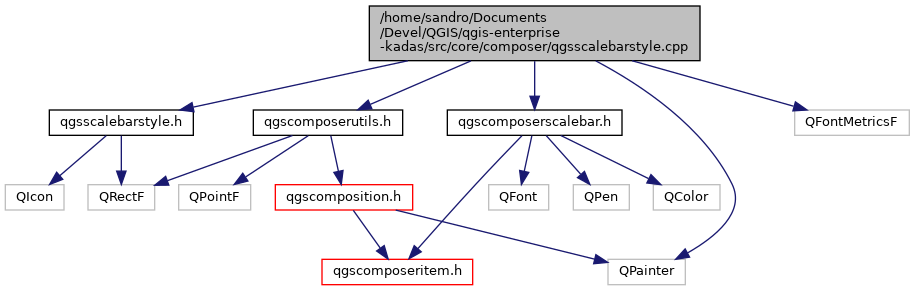 /home/sandro/Documents
/Devel/QGIS/qgis-enterprise
-kadas/src/core/composer/qgsscalebarstyle.cpp
qgsscalebarstyle.h
qgscomposerutils.h
qgscomposerscalebar.h
QFontMetricsF
QIcon
QRectF
QPointF
qgscomposition.h
QFont
QPen
QColor
qgscomposeritem.h
QPainter